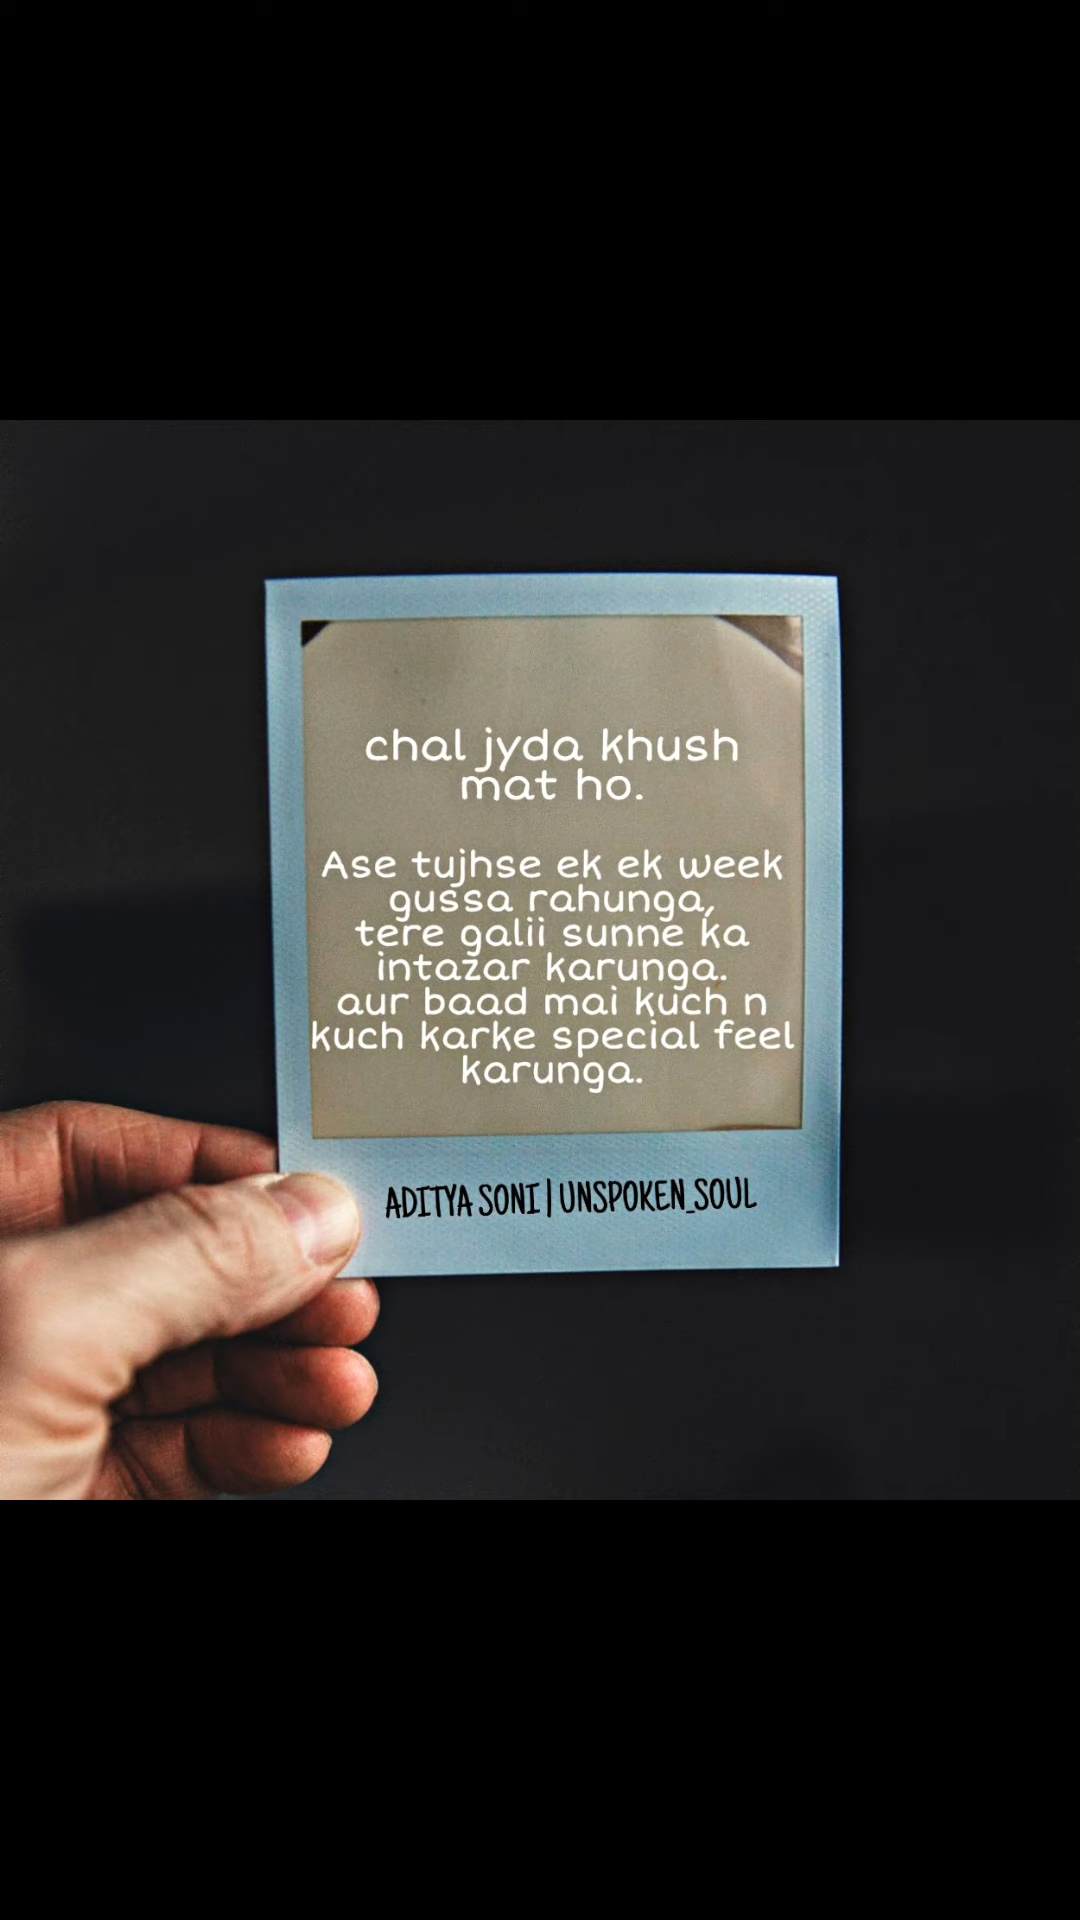 chal jyda khush
mat ho.
Ase tujhse ek ek week
gussa rahunga,
tere galii sunne ka
intazar karunga.
aur baad mai kuch n
kuch karke special feel
karunga.
ADITYA SONI | UNSPOKEN_SOUL